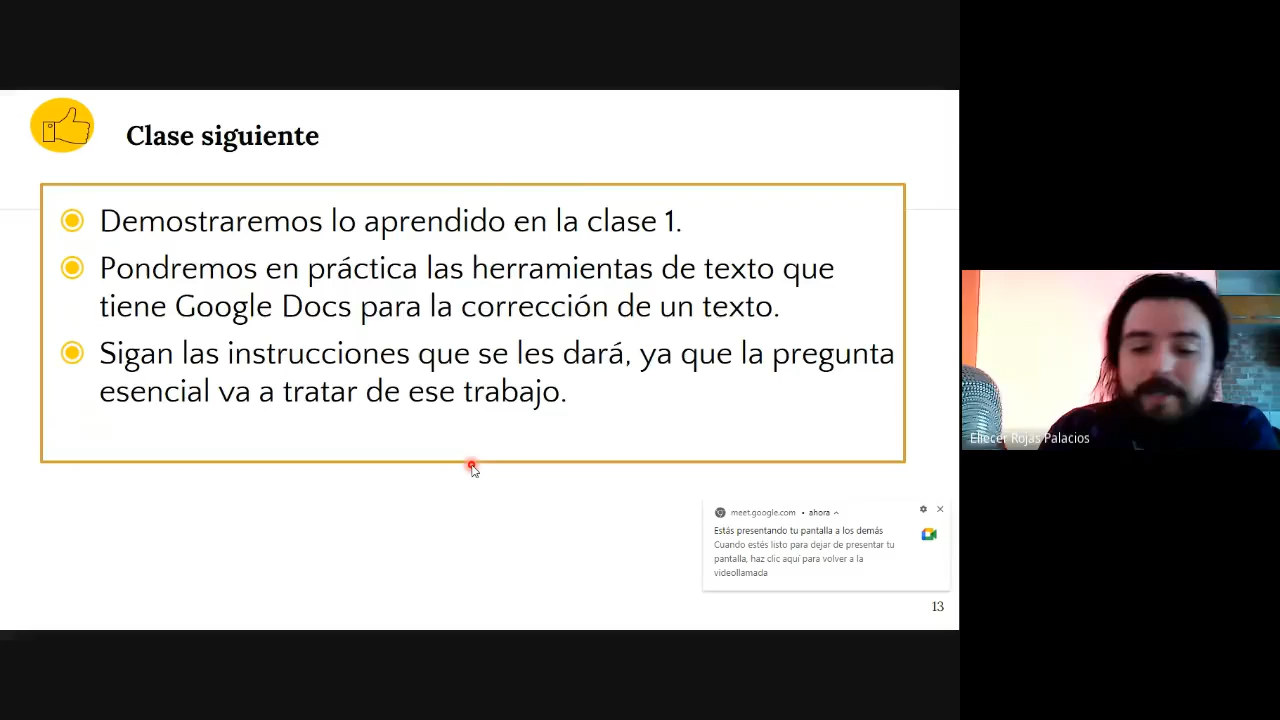 Clase siguiente
Demostraremos lo aprendido en la clase 1.
Pondremos en práctica las herramientas de texto que
tiene Google Docs para la corrección de un texto.
Sigan las instrucciones que se les dará, ya que la pregunta
esencial va a tratar de ese trabajo.
meet.google.com • ahora
Estás presentando tu pantalla a los demás
Cuando estés listo para dejar de presentar tu
pantalla, haz clic aquí para volver a la
videollamada
13
Eliecer Rojas Palacios